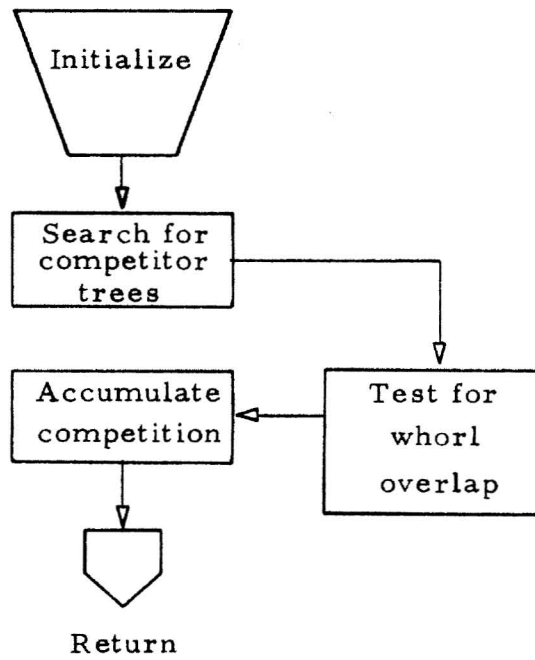 Initialize
Search for
competitor
trees
Test for
whorl
overlap
Accumulate
competition
Return